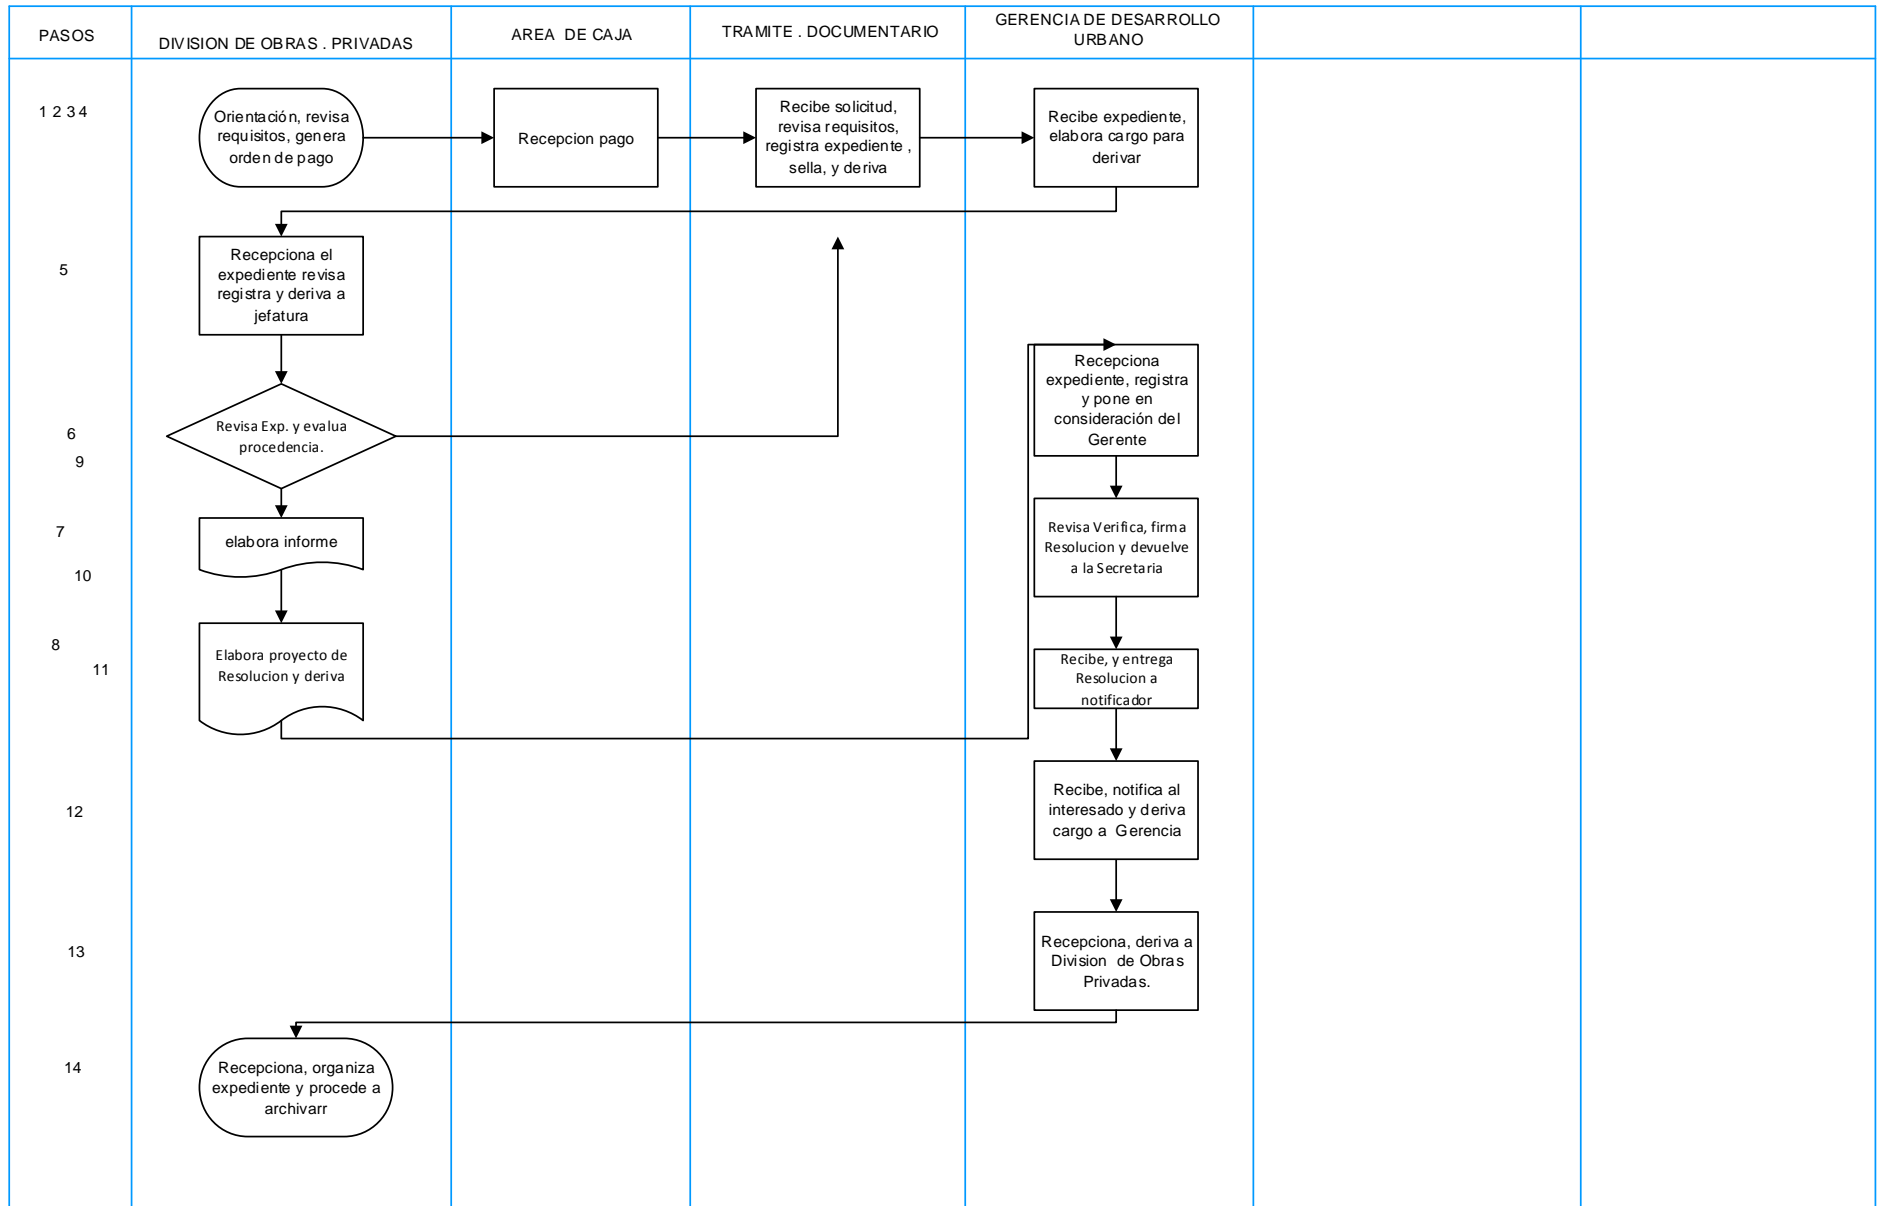 PASOS
DIVISION DE OBRAS . PRIVADAS
AREA DE CAJA
TRAMITE . DOCUMENTARIO
GERENCIA DE DESARROLLO
URBANO
1 2 3 4
Orientación, revisa
requisitos, genera
orden de pago
Recepcion pago
Recibe solicitud,
revisa requisitos,
registra expediente ,
sella, y deriva
Recibe expediente,
elabora cargo para
derivar
5
Recepciona el
expediente revisa
registra y deriva a
jefatura
Recepciona
expediente, registra
y pone en
consideración del
Gerente
6
9
Revisa Exp. y evalua
procedencia.
7
10
elabora informe
Revisa Verifica, firma
Resolucion y devuelve
a la Secretaria
8
11
Elabora proyecto de
Resolucion y deriva
Recibe, y entrega
Resolucion a
notificador
12
Recibe, notifica al
interesado y deriva
cargo a Gerencia
13
Recepciona, deriva a
Division de Obras
Privadas.
14
Recepciona, organiza
expediente y procede a
archivarr